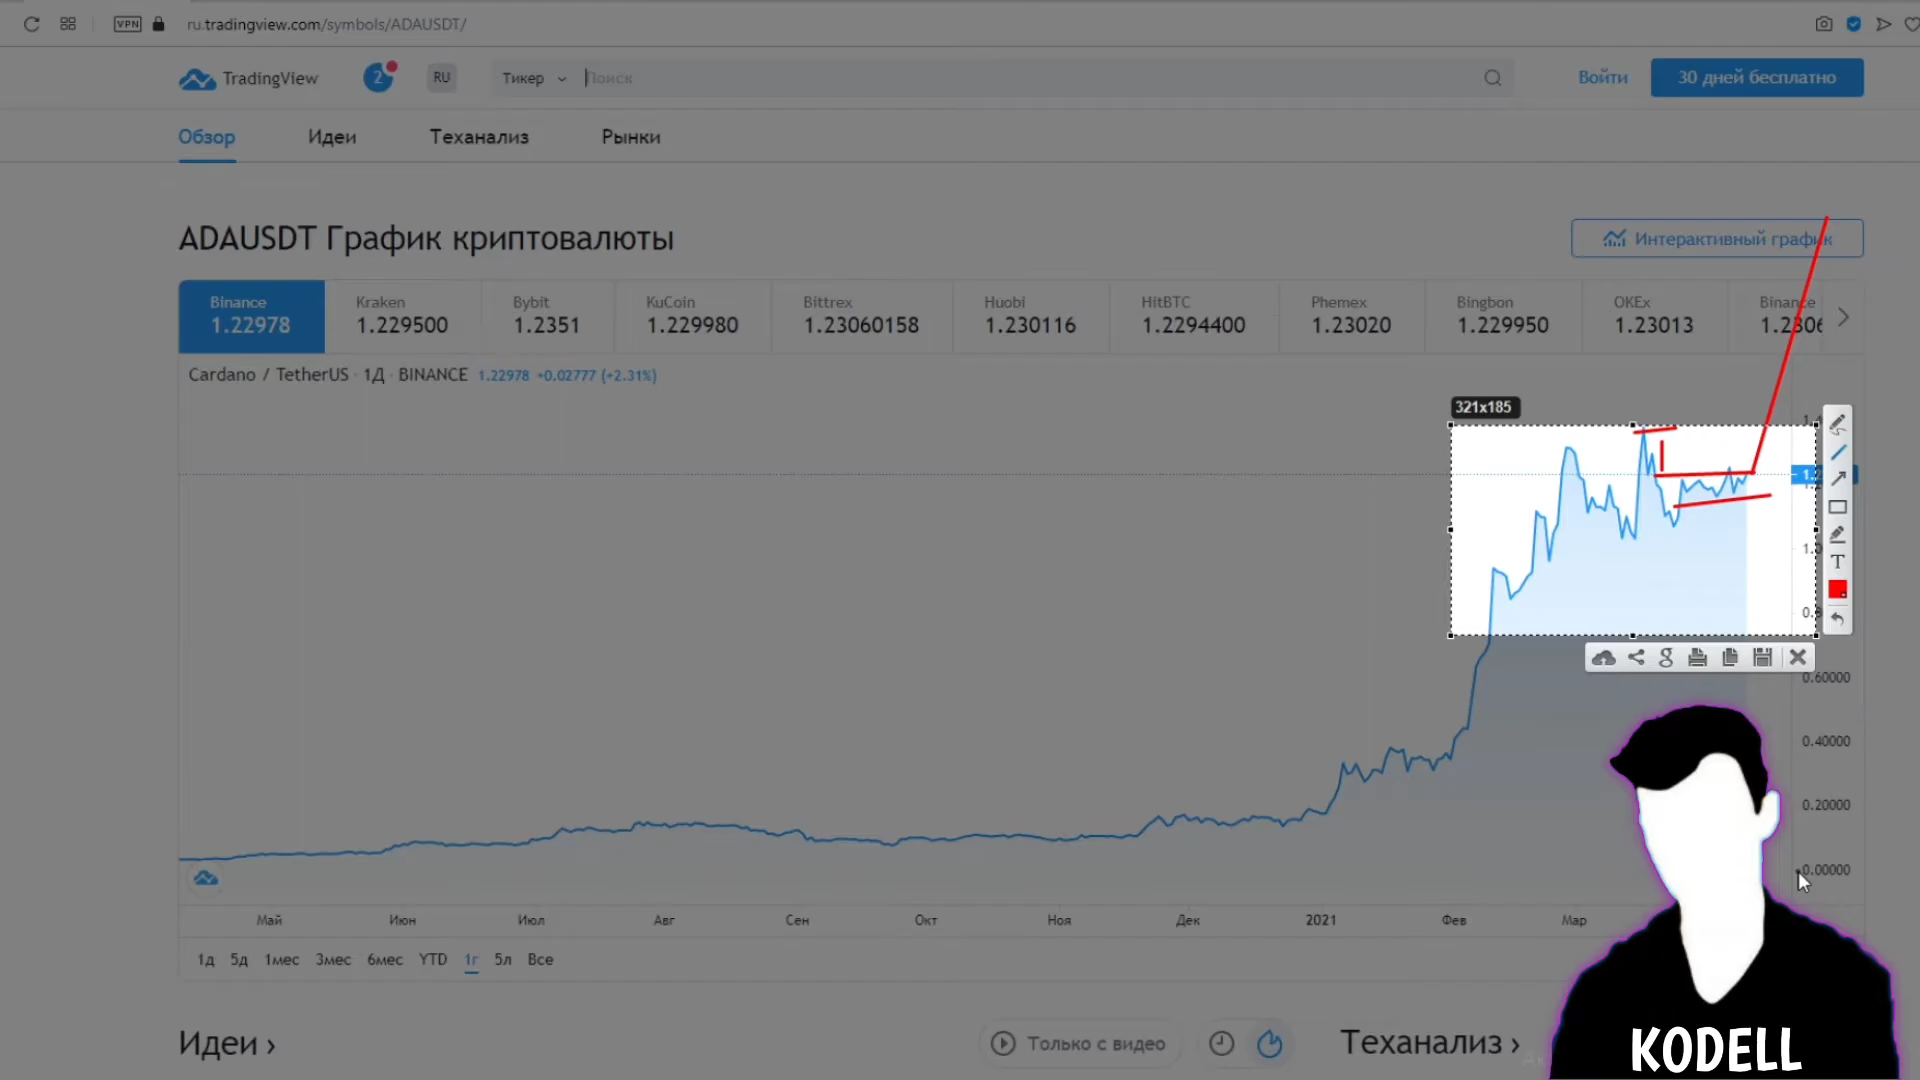 VPN ru.tradingview.com/symbols/ADAUSDT/
TradingView 2 RU Тикер Поиск Войти 30 дней бесплатно
Обзор Идеи Теханализ Рынки
ADAUSDT График криптовалюты Интерактивный график
Binance Kraken Bybit KuCoin Bittrex Huobi HitBTC Phemex Bingbon OKEx Binance
1.22978 1.229500 1.2351 1.229980 1.23060158 1.230116 1.2294400 1.23020 1.229950 1.23013 1.2306
Cardano / TetherUS · 1Д · BINANCE 1.22978 +0.02777 (+2.31%)
321x185
T
0.60000
0.40000
0.20000
0.00000
Май Июн Июл Авг Сен Окт Ноя Дек 2021 Фев Мар
1д 5д 1мес 3мес 6мес YTD 1г 5л Все
Идеи › Только с видео Теханализ ›
KODELL